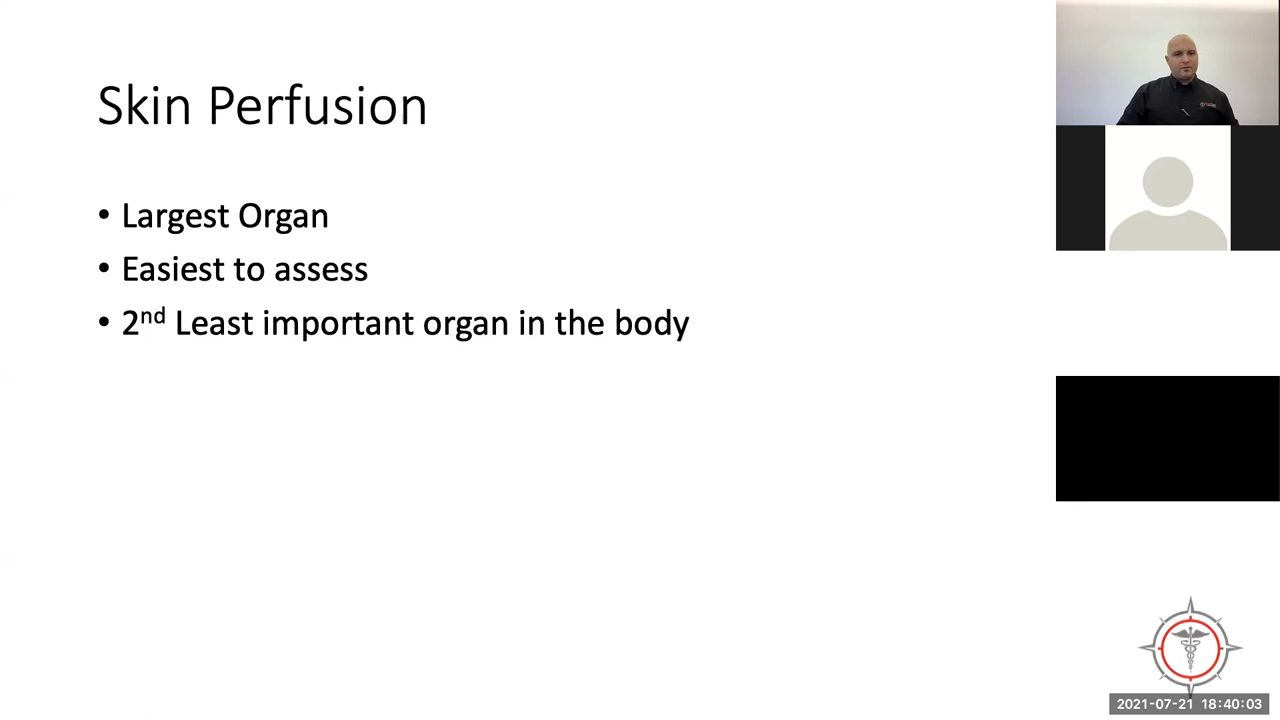 Skin Perfusion
• Largest Organ
• Easiest to assess
• 2nd Least important organ in the body
2021-07-21 18:40:03